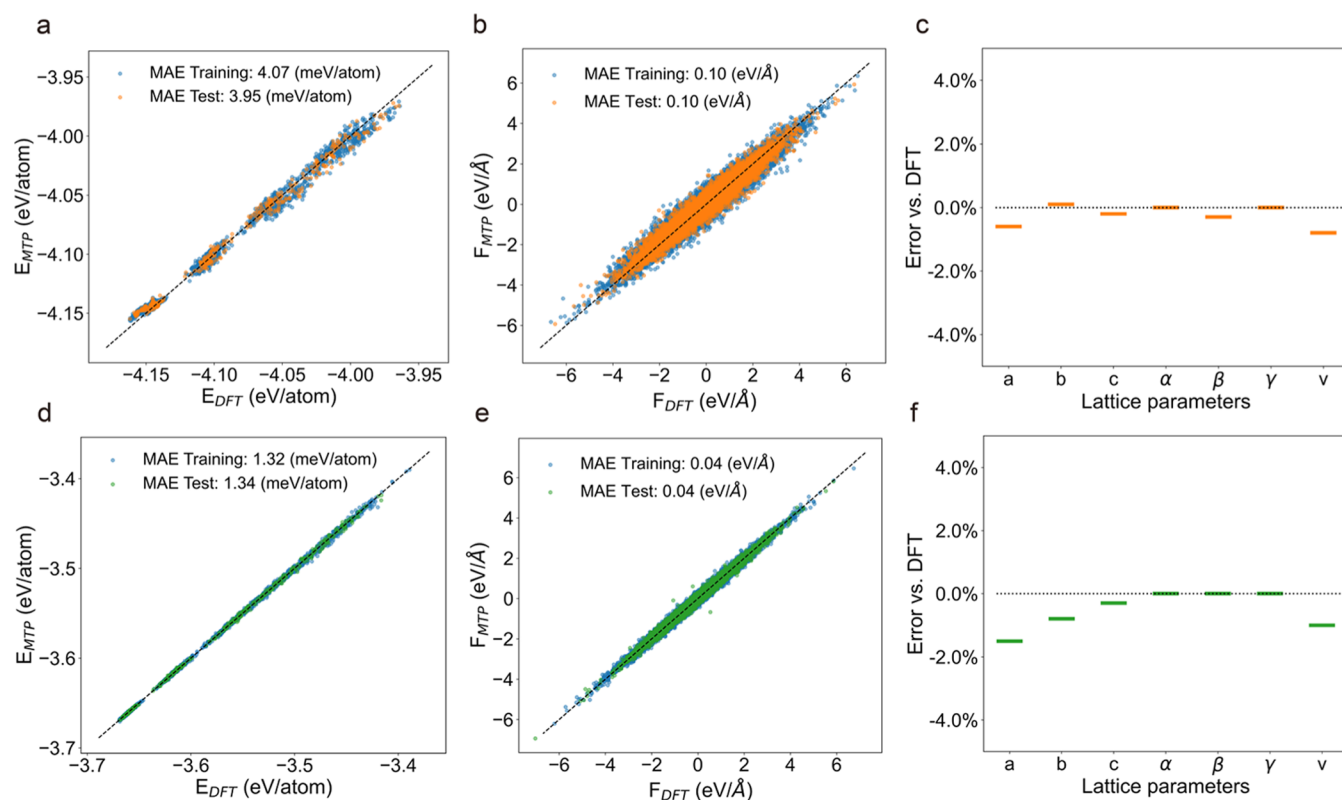 a
MAE Training: 4.07 (meV/atom)
MAE Test: 3.95 (meV/atom)
−3.95
−4.00
−4.05
−4.10
−4.15
E_MTP (eV/atom)
−4.15 −4.10 −4.05 −4.00 −3.95
E_DFT (eV/atom)
b
MAE Training: 0.10 (eV/Å)
MAE Test: 0.10 (eV/Å)
6
4
2
0
−2
−4
−6
F_MTP (eV/Å)
−6 −4 −2 0 2 4 6
F_DFT (eV/Å)
c
4.0%
2.0%
0.0%
-2.0%
-4.0%
Error vs. DFT
a b c α β γ v
Lattice parameters
d
MAE Training: 1.32 (meV/atom)
MAE Test: 1.34 (meV/atom)
−3.4
−3.5
−3.6
−3.7
E_MTP (eV/atom)
−3.7 −3.6 −3.5 −3.4
E_DFT (eV/atom)
e
MAE Training: 0.04 (eV/Å)
MAE Test: 0.04 (eV/Å)
6
4
2
0
−2
−4
−6
F_MTP (eV/Å)
−6 −4 −2 0 2 4 6
F_DFT (eV/Å)
f
4.0%
2.0%
0.0%
-2.0%
-4.0%
Error vs. DFT
a b c α β γ v
Lattice parameters